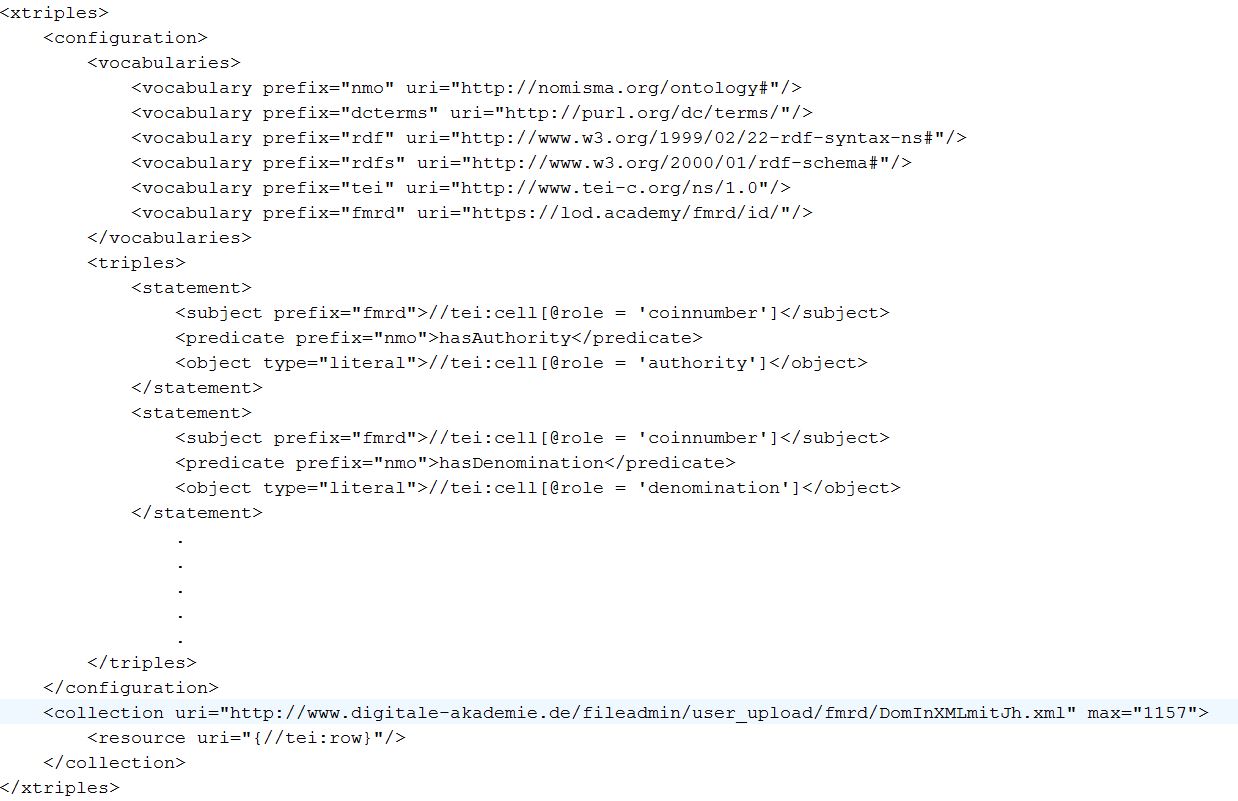 <xtriples>
    <configuration>
        <vocabularies>
            <vocabulary prefix="nmo" uri="http://nomisma.org/ontology#"/>
            <vocabulary prefix="dcterms" uri="http://purl.org/dc/terms/"/>
            <vocabulary prefix="rdf" uri="http://www.w3.org/1999/02/22-rdf-syntax-ns#"/>
            <vocabulary prefix="rdfs" uri="http://www.w3.org/2000/01/rdf-schema#"/>
            <vocabulary prefix="tei" uri="http://www.tei-c.org/ns/1.0"/>
            <vocabulary prefix="fmrd" uri="https://lod.academy/fmrd/id/"/>
        </vocabularies>
        <triples>
            <statement>
                <subject prefix="fmrd">//tei:cell[@role = 'coinnumber']</subject>
                <predicate prefix="nmo">hasAuthority</predicate>
                <object type="literal">//tei:cell[@role = 'authority']</object>
            </statement>
            <statement>
                <subject prefix="fmrd">//tei:cell[@role = 'coinnumber']</subject>
                <predicate prefix="nmo">hasDenomination</predicate>
                <object type="literal">//tei:cell[@role = 'denomination']</object>
            </statement>
                .
                .
                .
                .
                .
        </triples>
    </configuration>
    <collection uri="http://www.digitale-akademie.de/fileadmin/user_upload/fmrd/DomInXMLmitJh.xml" max="1157">
        <resource uri="{//tei:row}"/>
    </collection>
</xtriples>